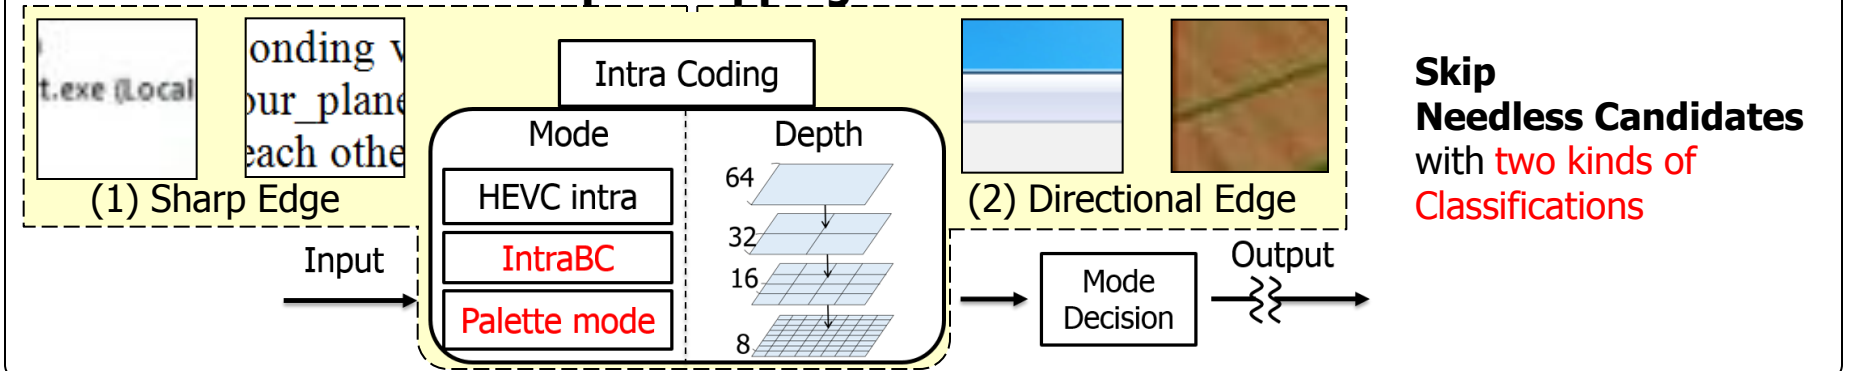 t.exe (Local
onding v
our_plane
each othe
(1) Sharp Edge
Intra Coding
Mode
Depth
HEVC intra
IntraBC
Palette mode
64
32
16
8
(2) Directional Edge
Input
Mode
Decision
Output
Skip
Needless Candidates
with two kinds of
Classifications